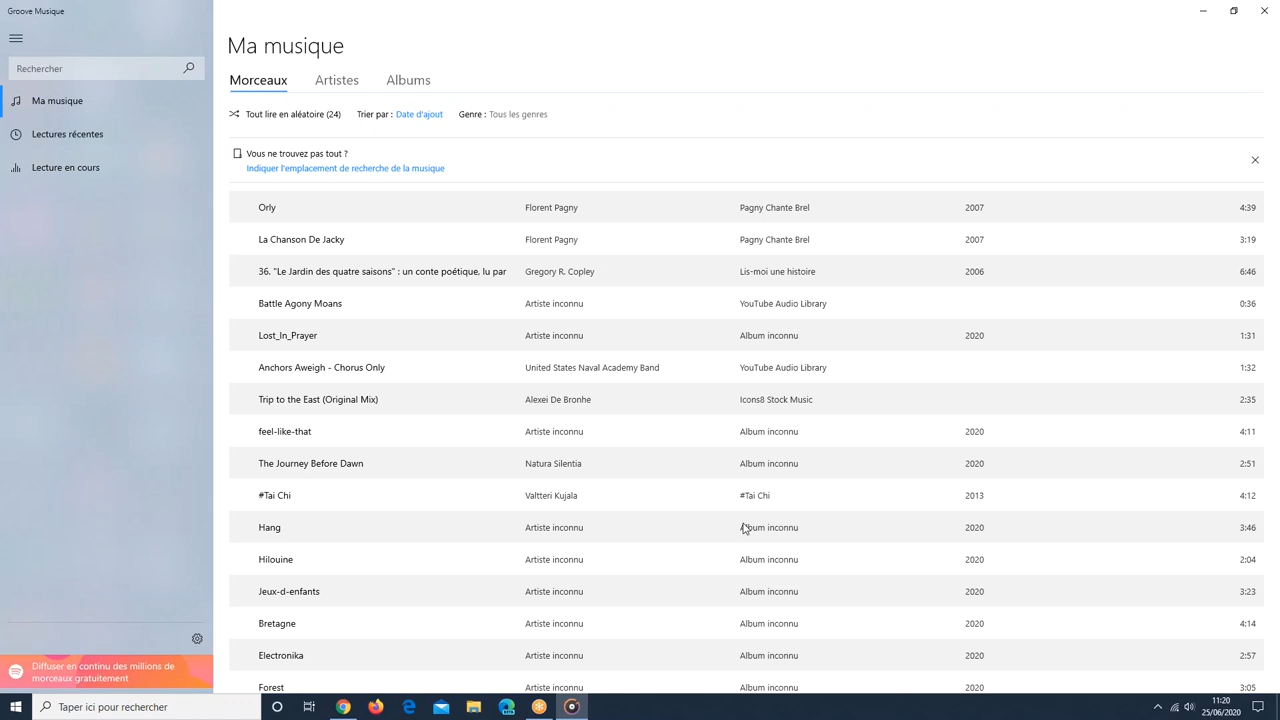 Groove Musique
Rechercher
Ma musique
Lectures récentes
Lecture en cours
Diffuser en continu des millions de
morceaux gratuitement
Ma musique
Morceaux Artistes Albums
Tout lire en aléatoire (24) Trier par : Date d'ajout Genre : Tous les genres
Vous ne trouvez pas tout ?
Indiquer l'emplacement de recherche de la musique
Orly Florent Pagny Pagny Chante Brel 2007 4:39
La Chanson De Jacky Florent Pagny Pagny Chante Brel 2007 3:19
36. "Le Jardin des quatre saisons" : un conte poétique, lu par Gregory R. Copley Lis-moi une histoire 2006 6:46
Battle Agony Moans Artiste inconnu YouTube Audio Library 0:36
Lost_In_Prayer Artiste inconnu Album inconnu 2020 1:31
Anchors Aweigh - Chorus Only United States Naval Academy Band YouTube Audio Library 1:32
Trip to the East (Original Mix) Alexei De Bronhe Icons8 Stock Music 2:35
feel-like-that Artiste inconnu Album inconnu 2020 4:11
The Journey Before Dawn Natura Silentia Album inconnu 2020 2:51
#Tai Chi Valtteri Kujala #Tai Chi 2013 4:12
Hang Artiste inconnu Album inconnu 2020 3:46
Hilouine Artiste inconnu Album inconnu 2020 2:04
Jeux-d-enfants Artiste inconnu Album inconnu 2020 3:23
Bretagne Artiste inconnu Album inconnu 2020 4:14
Electronika Artiste inconnu Album inconnu 2020 2:57
Forest Artiste inconnu Album inconnu 2020 3:05
Taper ici pour rechercher
11:20
25/06/2020